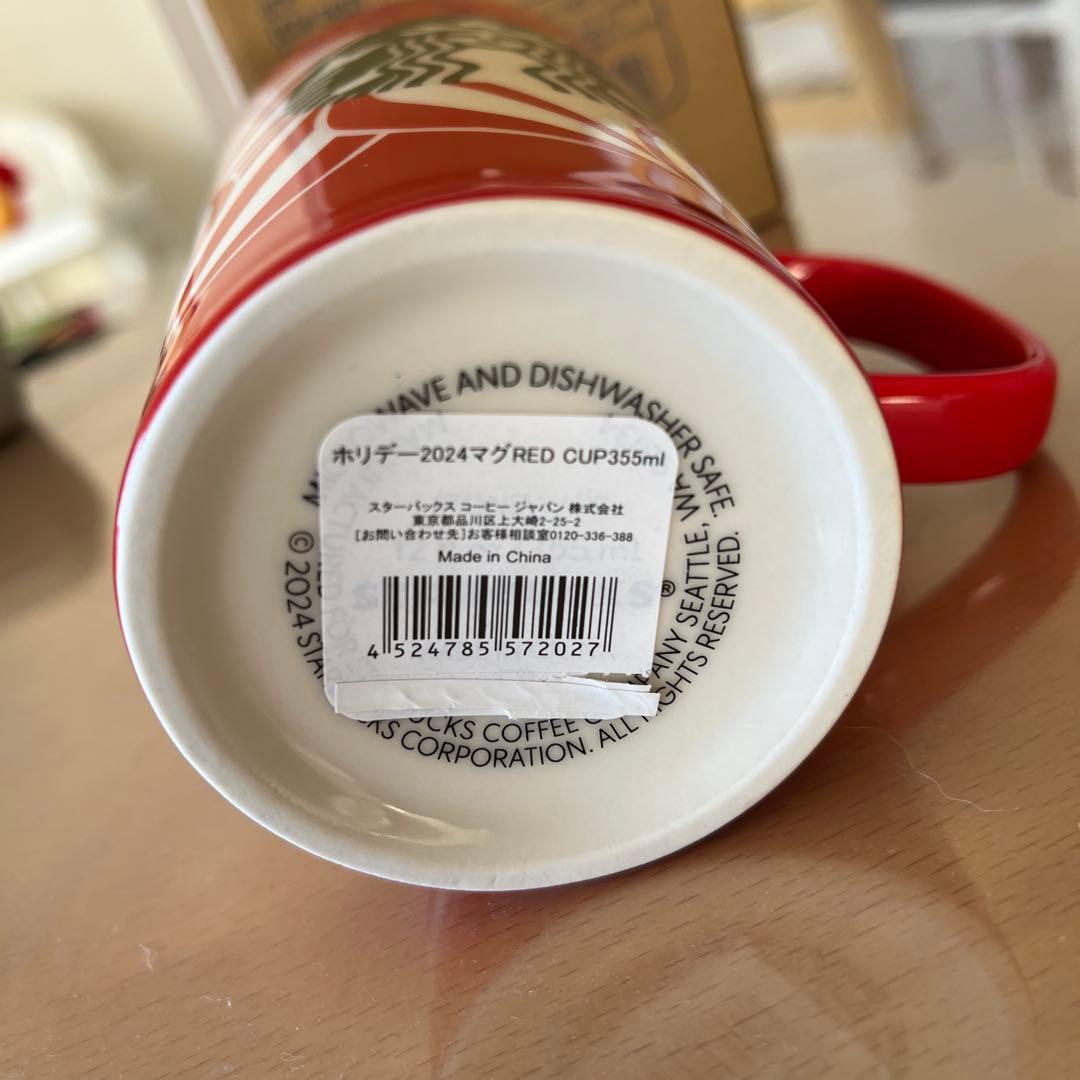 ホリデー2024マグRED CUP355ml
スターバックス コーヒー ジャパン 株式会社
東京都品川区上大崎2-25-2
[お問い合わせ先]お客様相談室0120-336-388
Made in China
4 524785 572027
AND DISHWASHER SAFE.
© 2024
COFFEE
SEATTLE,
CORPORATION. ALL RIGHTS RESERVED.
®